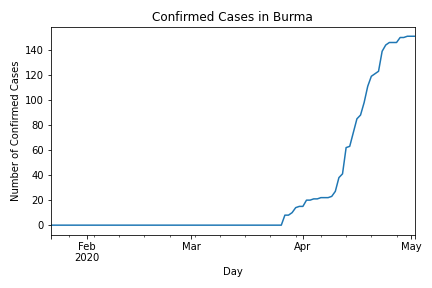 Confirmed Cases in Burma
Number of Confirmed Cases
140
120
100
80
60
40
20
0
Feb Mar Apr May
2020
Day